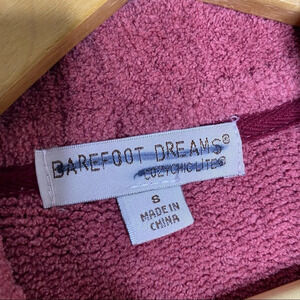 BAREFOOT DREAMS®
COZYCHIC LITE®
S
MADE IN
CHINA